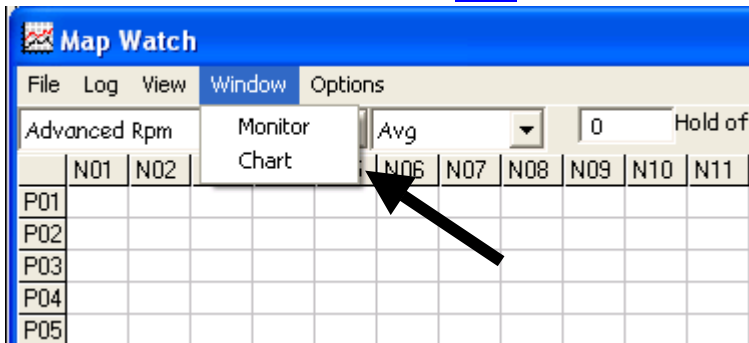 Map Watch
File Log View Window Options
Advanced Rpm Avg 0 Hold of
Monitor
Chart
N01 N02 N06 N07 N08 N09 N10 N11
P01
P02
P03
P04
P05